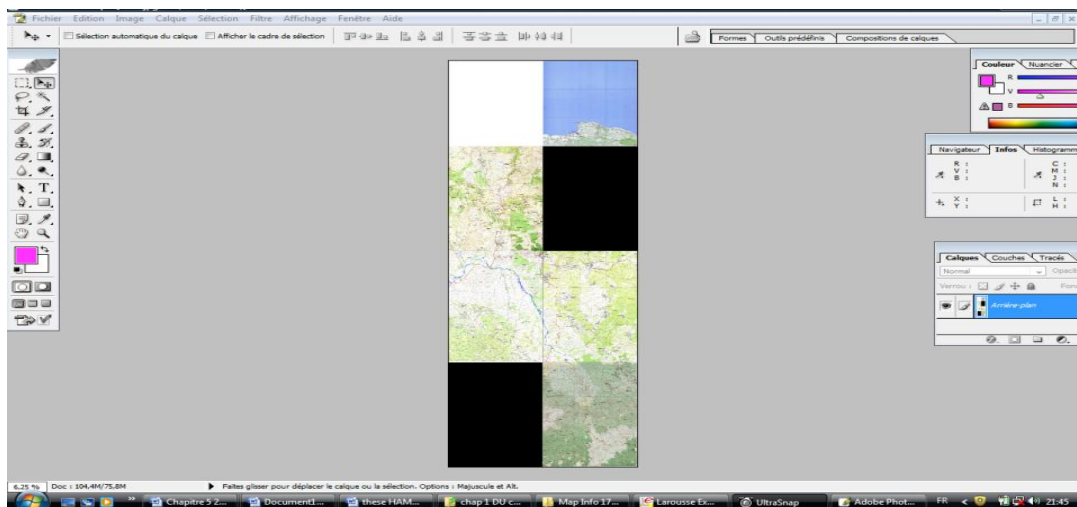 Fichier Edition Image Calque Sélection Filtre Affichage Fenêtre Aide
Sélection automatique du calque Afficher le cadre de sélection Formes Outils prédéfinis Compositions de calques
Couleur Nuancier
R
V
B
Navigateur Infos Histogramme
R : C :
V : M :
B : J :
N :
X : L :
Y : H :
Calques Couches Tracés
Normal Opacit
Verrou : Fond
Arrière-plan
6,25 % Doc : 104,4M/75,8M Faites glisser pour déplacer le calque ou la sélection. Options : Majuscule et Alt.
Chapitre 5 2... Document1... these HAM... chap 1 DU c... Map Info 17... Larousse Ex... UltraSnap Adobe Phot... FR 21:45